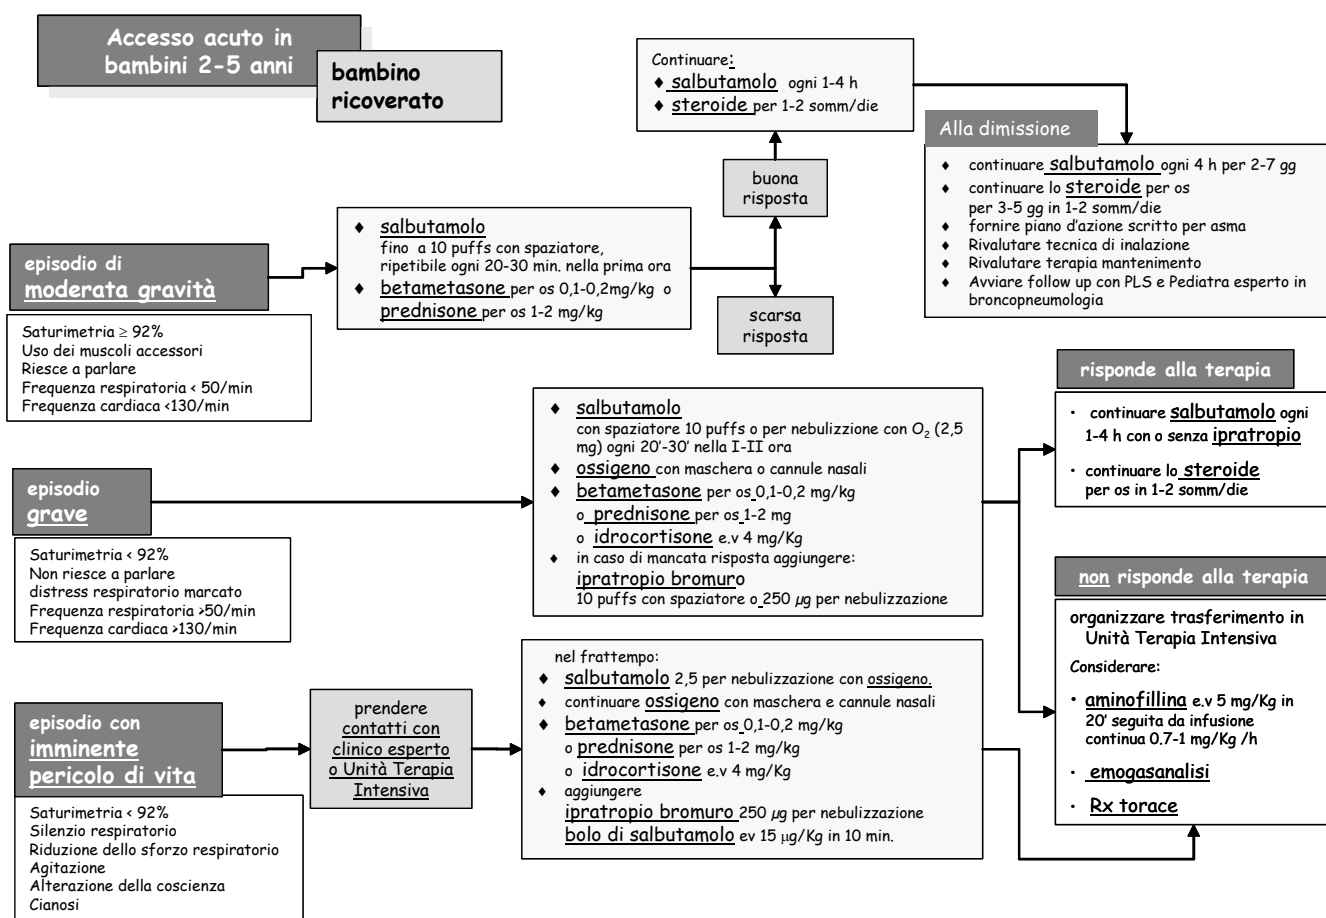 Accesso acuto in
bambini 2-5 anni
bambino
ricoverato
Continuare:
♦ salbutamolo ogni 1-4 h
♦ steroide per 1-2 somm/die
Alla dimissione
♦ continuare salbutamolo ogni 4 h per 2-7 gg
♦ continuare lo steroide per os
per 3-5 gg in 1-2 somm/die
♦ fornire piano d'azione scritto per asma
♦ Rivalutare tecnica di inalazione
♦ Rivalutare terapia mantenimento
♦ Avviare follow up con PLS e Pediatra esperto in
broncopneumologia
buona
risposta
episodio di
moderata gravità
Saturimetria ≥ 92%
Uso dei muscoli accessori
Riesce a parlare
Frequenza respiratoria < 50/min
Frequenza cardiaca <130/min
♦ salbutamolo
fino a 10 puffs con spaziatore,
ripetibile ogni 20-30 min. nella prima ora
♦ betametasone per os 0,1-0,2mg/kg o
prednisone per os 1-2 mg/kg
scarsa
risposta
episodio
grave
Saturimetria < 92%
Non riesce a parlare
distress respiratorio marcato
Frequenza respiratoria >50/min
Frequenza cardiaca >130/min
♦ salbutamolo
con spaziatore 10 puffs o per nebulizzione con O₂ (2,5
mg) ogni 20'-30' nella I-II ora
♦ ossigeno con maschera o cannule nasali
♦ betametasone per os 0,1-0,2 mg/kg
o prednisone per os 1-2 mg
o idrocortisone e.v 4 mg/Kg
♦ in caso di mancata risposta aggiungere:
ipratropio bromuro
10 puffs con spaziatore o 250 µg per nebulizzazione
risponde alla terapia
• continuare salbutamolo ogni
1-4 h con o senza ipratropio
• continuare lo steroide
per os in 1-2 somm/die
non risponde alla terapia
organizzare trasferimento in
Unità Terapia Intensiva
Considerare:
• aminofillina e.v 5 mg/Kg in
20' seguita da infusione
continua 0.7-1 mg/Kg /h
• emogasanalisi
• Rx torace
episodio con
imminente
pericolo di vita
Saturimetria < 92%
Silenzio respiratorio
Riduzione dello sforzo respiratorio
Agitazione
Alterazione della coscienza
Cianosi
prendere
contatti con
clinico esperto
o Unità Terapia
Intensiva
nel frattempo:
♦ salbutamolo 2,5 per nebulizzazione con ossigeno.
♦ continuare ossigeno con maschera e cannule nasali
♦ betametasone per os 0,1-0,2 mg/kg
o prednisone per os 1-2 mg/kg
o idrocortisone e.v 4 mg/Kg
♦ aggiungere
ipratropio bromuro 250 µg per nebulizzazione
bolo di salbutamolo ev 15 µg/Kg in 10 min.